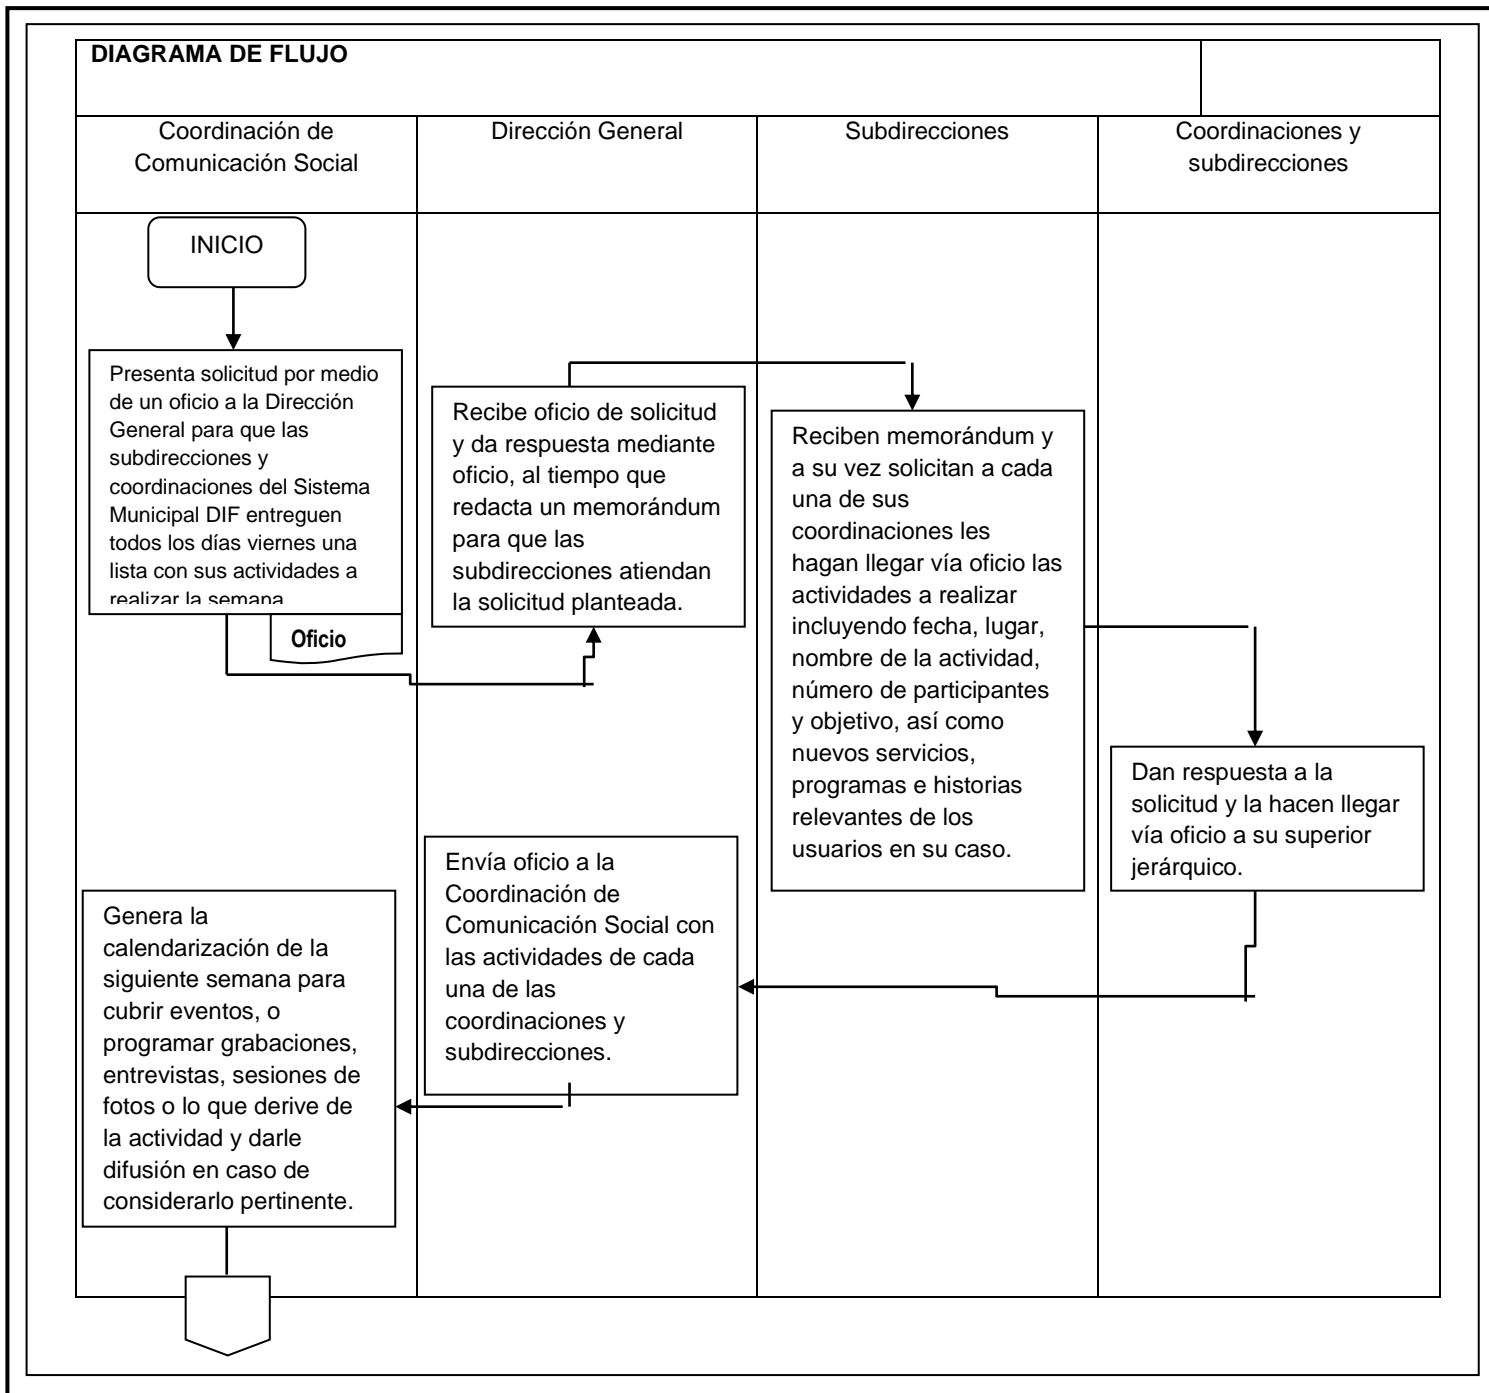 DIAGRAMA DE FLUJO
Coordinación de
Comunicación Social
Dirección General
Subdirecciones
Coordinaciones y
subdirecciones
INICIO
Presenta solicitud por medio
de un oficio a la Dirección
General para que las
subdirecciones y
coordinaciones del Sistema
Municipal DIF entreguen
todos los días viernes una
lista con sus actividades a
realizar la semana
Oficio
Recibe oficio de solicitud
y da respuesta mediante
oficio, al tiempo que
redacta un memorándum
para que las
subdirecciones atiendan
la solicitud planteada.
Reciben memorándum y
a su vez solicitan a cada
una de sus
coordinaciones les
hagan llegar vía oficio las
actividades a realizar
incluyendo fecha, lugar,
nombre de la actividad,
número de participantes
y objetivo, así como
nuevos servicios,
programas e historias
relevantes de los
usuarios en su caso.
Dan respuesta a la
solicitud y la hacen llegar
vía oficio a su superior
jerárquico.
Envía oficio a la
Coordinación de
Comunicación Social con
las actividades de cada
una de las
coordinaciones y
subdirecciones.
Genera la
calendarización de la
siguiente semana para
cubrir eventos, o
programar grabaciones,
entrevistas, sesiones de
fotos o lo que derive de
la actividad y darle
difusión en caso de
considerarlo pertinente.